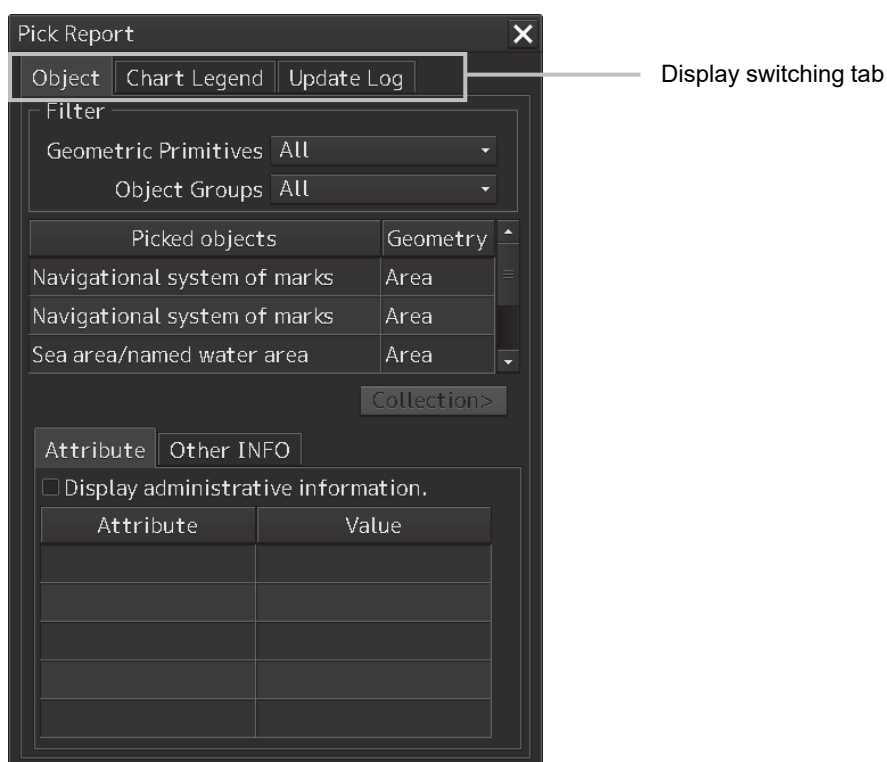 Pick Report
Object Chart Legend Update Log
Display switching tab
Filter
Geometric Primitives All
Object Groups All
Picked objects Geometry
Navigational system of marks Area
Navigational system of marks Area
Sea area/named water area Area
Collection>
Attribute Other INFO
Display administrative information.
Attribute Value